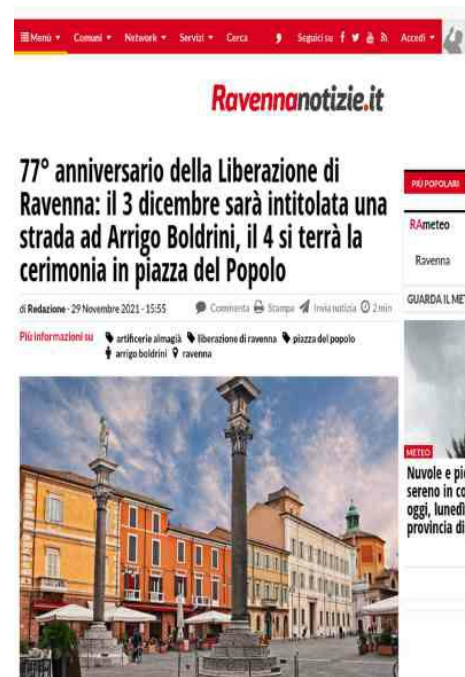 Menù Comuni Network Servizi Cerca Seguici su Accedi
Ravennanotizie.it
77° anniversario della Liberazione di
Ravenna: il 3 dicembre sarà intitolata una
strada ad Arrigo Boldrini, il 4 si terrà la
cerimonia in piazza del Popolo
di Redazione - 29 Novembre 2021 - 15:55 Commenta Stampa Invia notizia 2 min
Più informazioni su artificerie almagià liberazione di ravenna piazza del popolo
arrigo boldrini ravenna
PIÙ POPOLARI
RAmeteo
Ravenna
GUARDA IL MET
METEO
Nuvole e pi
sereno in co
oggi, lunedì
provincia di